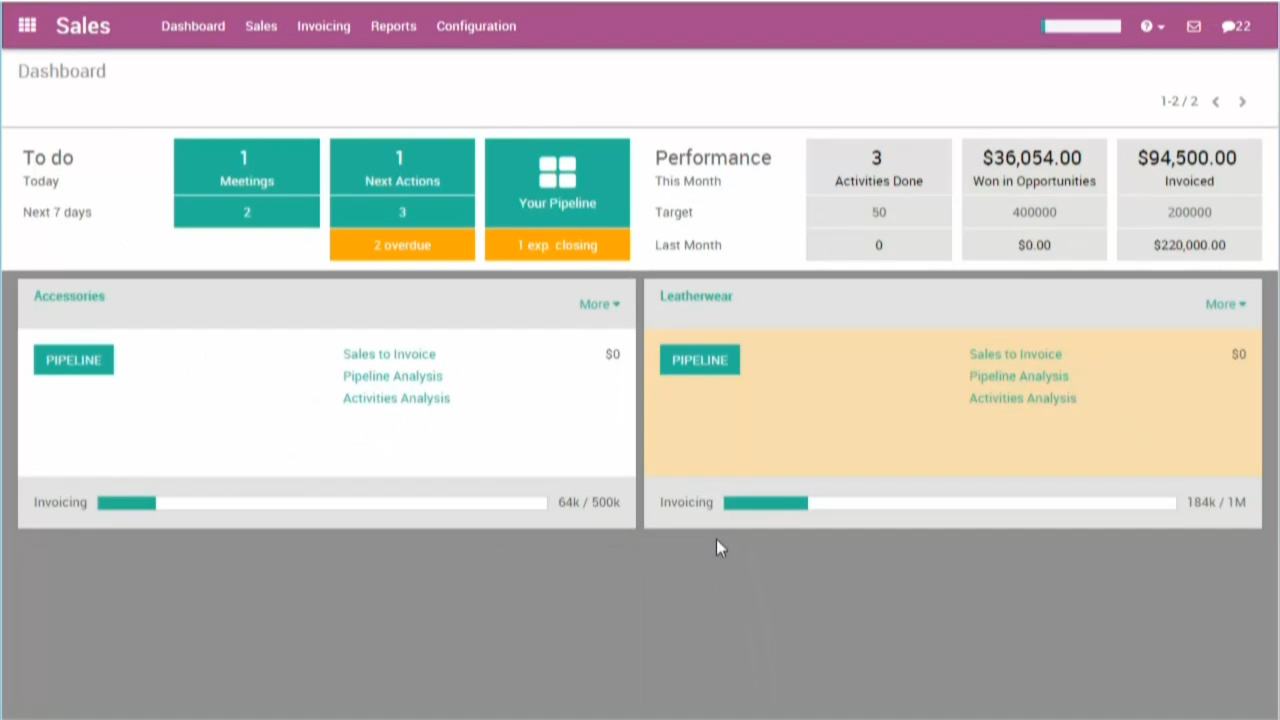 Sales Dashboard Sales Invoicing Reports Configuration 22
Dashboard
1-2 / 2
To do 1 1 Performance 3 $36,054.00 $94,500.00
Today Meetings Next Actions Your Pipeline This Month Activities Done Won in Opportunities Invoiced
Next 7 days 2 3 Target 50 400000 200000
2 overdue 1 exp. closing Last Month 0 $0.00 $220,000.00
Accessories
More
PIPELINE
Sales to Invoice $0
Pipeline Analysis
Activities Analysis
Invoicing 64k / 500k
Leatherwear
More
PIPELINE
Sales to Invoice $0
Pipeline Analysis
Activities Analysis
Invoicing 184k / 1M